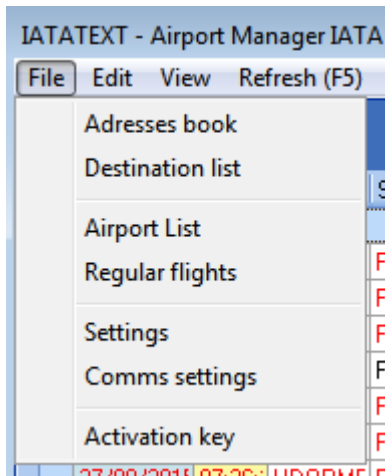 IATATEXT - Airport Manager IATA
File Edit View Refresh (F5)
Adresses book
Destination list
Airport List
Regular flights
Settings
Comms settings
Activation key